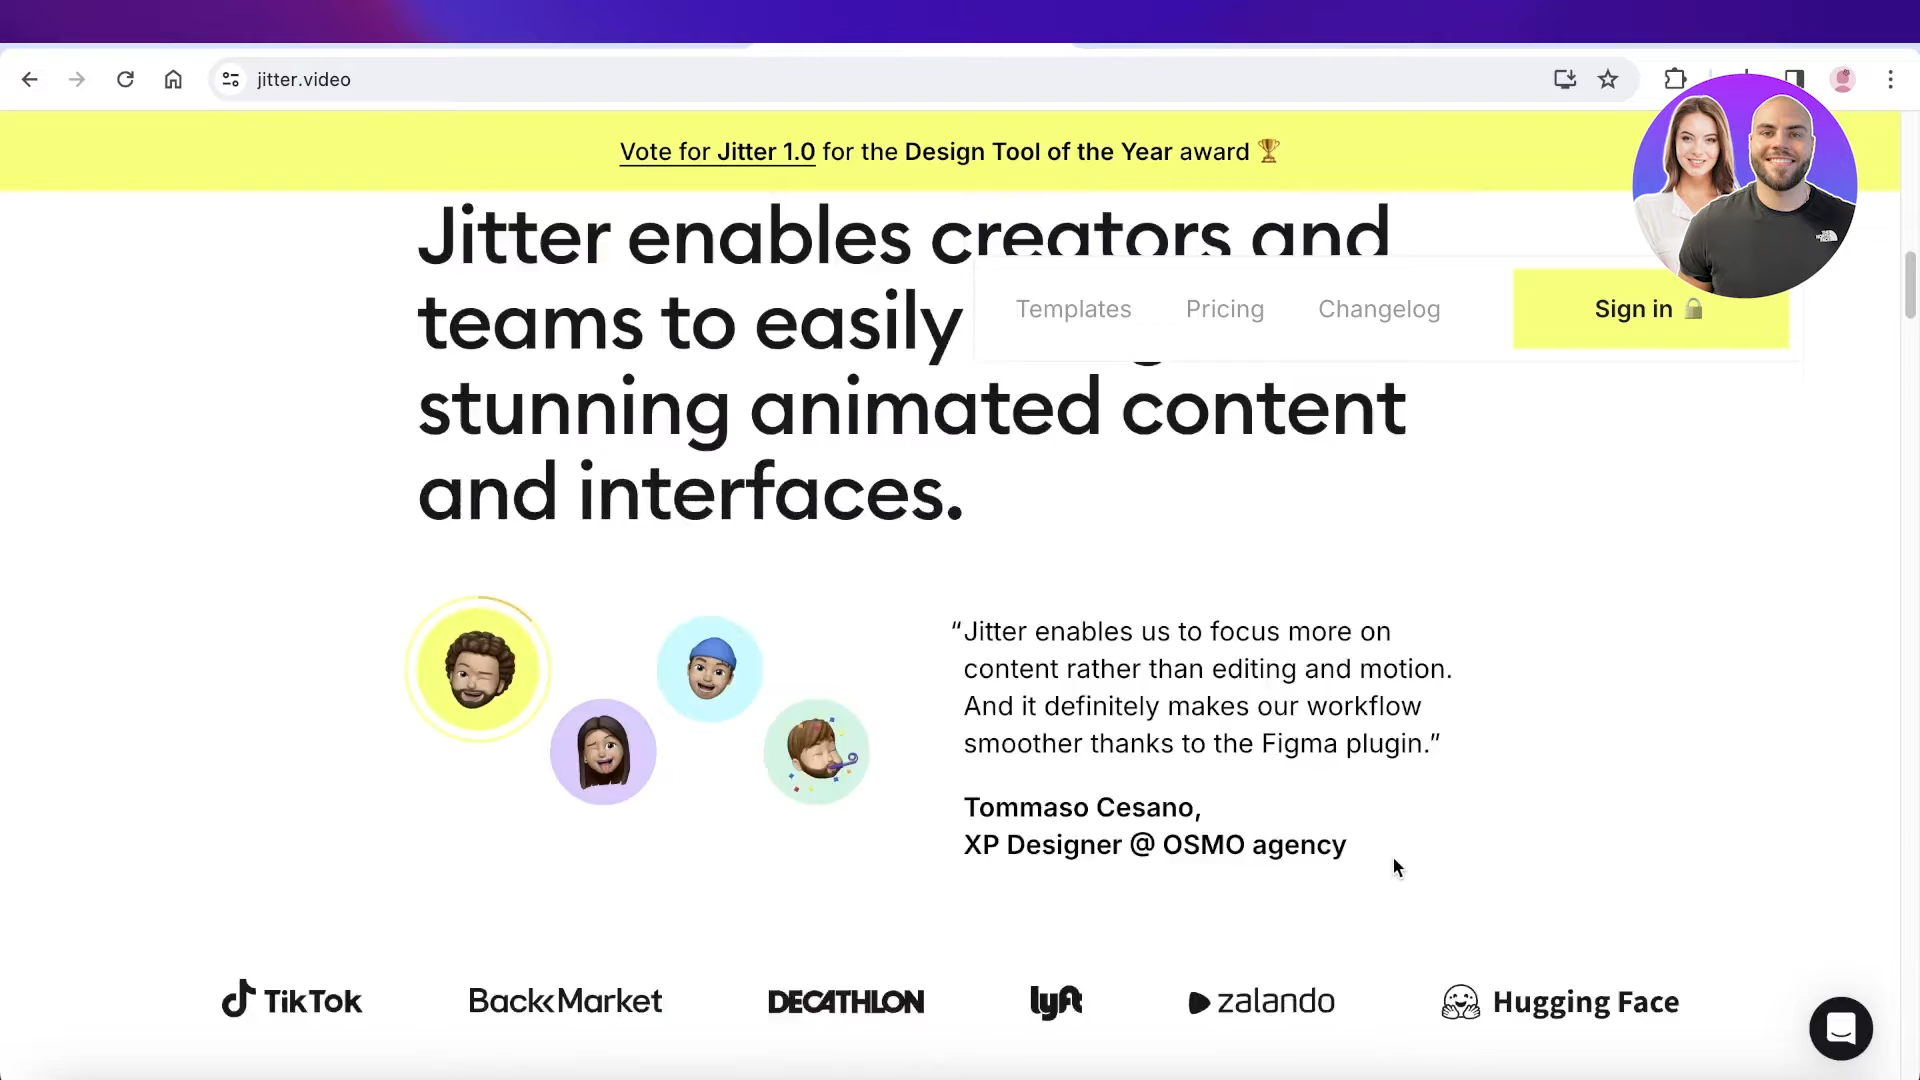 jitter.video
Vote for Jitter 1.0 for the Design Tool of the Year award 🏆
Jitter enables creators and
teams to easily
stunning animated content
and interfaces.
Templates Pricing Changelog Sign in 🔒
“Jitter enables us to focus more on
content rather than editing and motion.
And it definitely makes our workflow
smoother thanks to the Figma plugin.”
Tommaso Cesano,
XP Designer @ OSMO agency
TikTok BackMarket DECATHLON lyft zalando Hugging Face